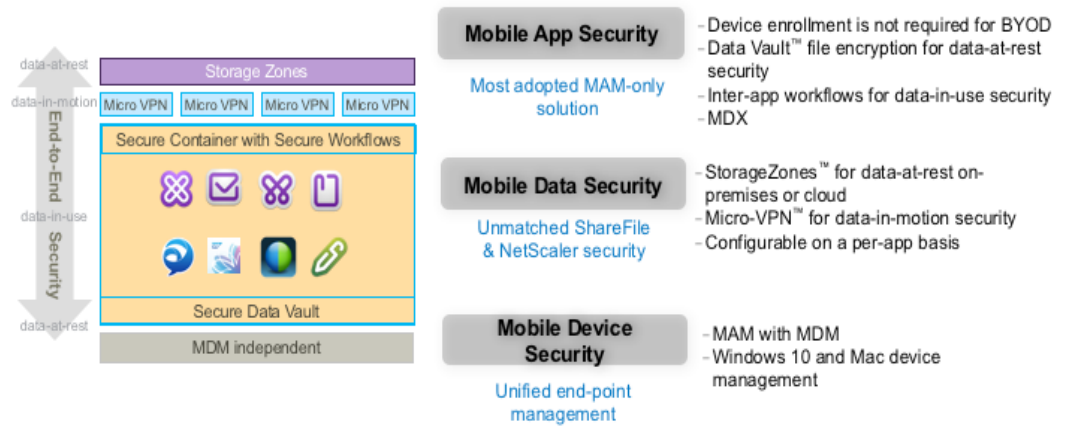 data-at-rest
Storage Zones
data-in-motion
Micro VPN
Micro VPN
Micro VPN
Micro VPN
Secure Container with Secure Workflows
End-to-End Security
data-in-use
Secure Data Vault
data-at-rest
MDM independent
Mobile App Security
Most adopted MAM-only
solution
- Device enrollment is not required for BYOD
- Data Vault™ file encryption for data-at-rest
security
- Inter-app workflows for data-in-use security
- MDX
Mobile Data Security
Unmatched ShareFile
& NetScaler security
- StorageZones™ for data-at-rest on-
premises or cloud
- Micro-VPN™ for data-in-motion security
- Configurable on a per-app basis
Mobile Device
Security
Unified end-point
management
- MAM with MDM
- Windows 10 and Mac device
management